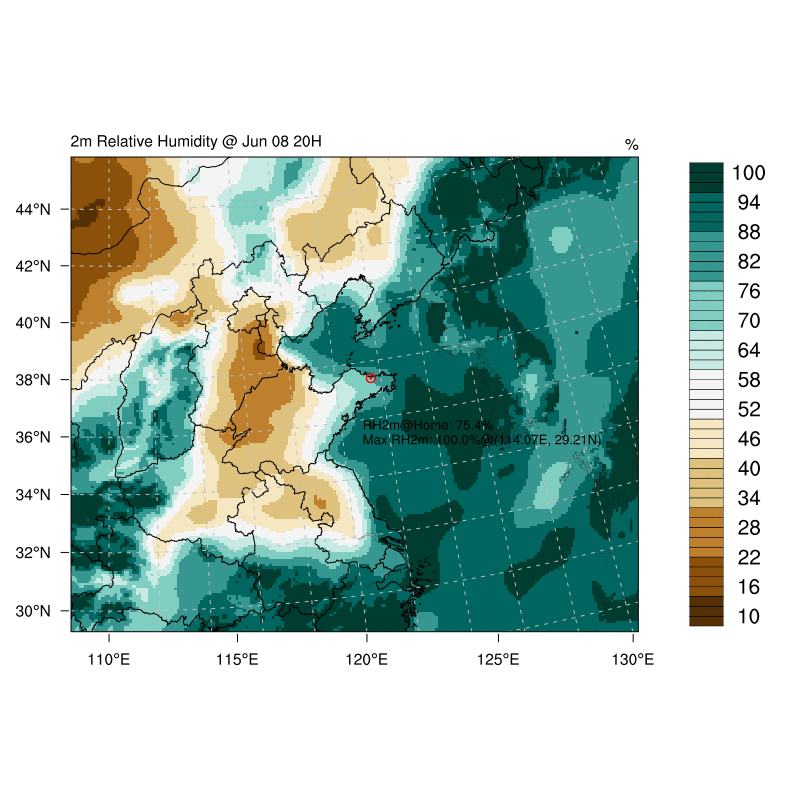 2m Relative Humidity @ Jun 08 20H
%
100
94
88
82
76
70
64
58
52
46
40
34
28
22
16
10
44°N
42°N
40°N
38°N
36°N
34°N
32°N
30°N
RH2m@Home: 75.4%
Max RH2m: 100.0%@(114.07E, 29.21N)
110°E 115°E 120°E 125°E 130°E